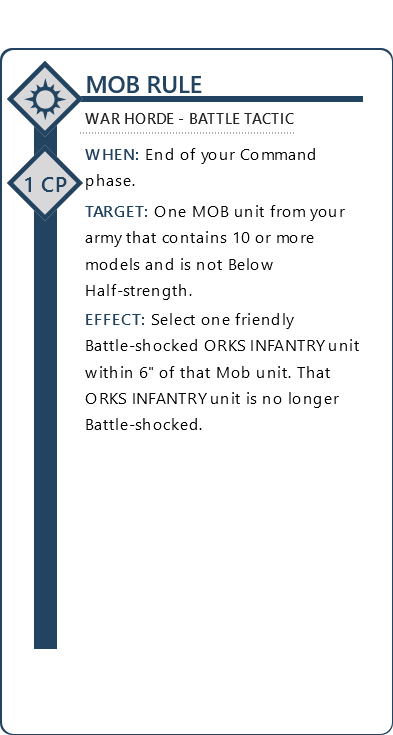 MOB RULE
WAR HORDE - BATTLE TACTIC
WHEN: End of your Command
phase.
1 CP
TARGET: One MOB unit from your
army that contains 10 or more
models and is not Below
Half-strength.
EFFECT: Select one friendly
Battle-shocked ORKS INFANTRY unit
within 6" of that Mob unit. That
ORKS INFANTRY unit is no longer
Battle-shocked.